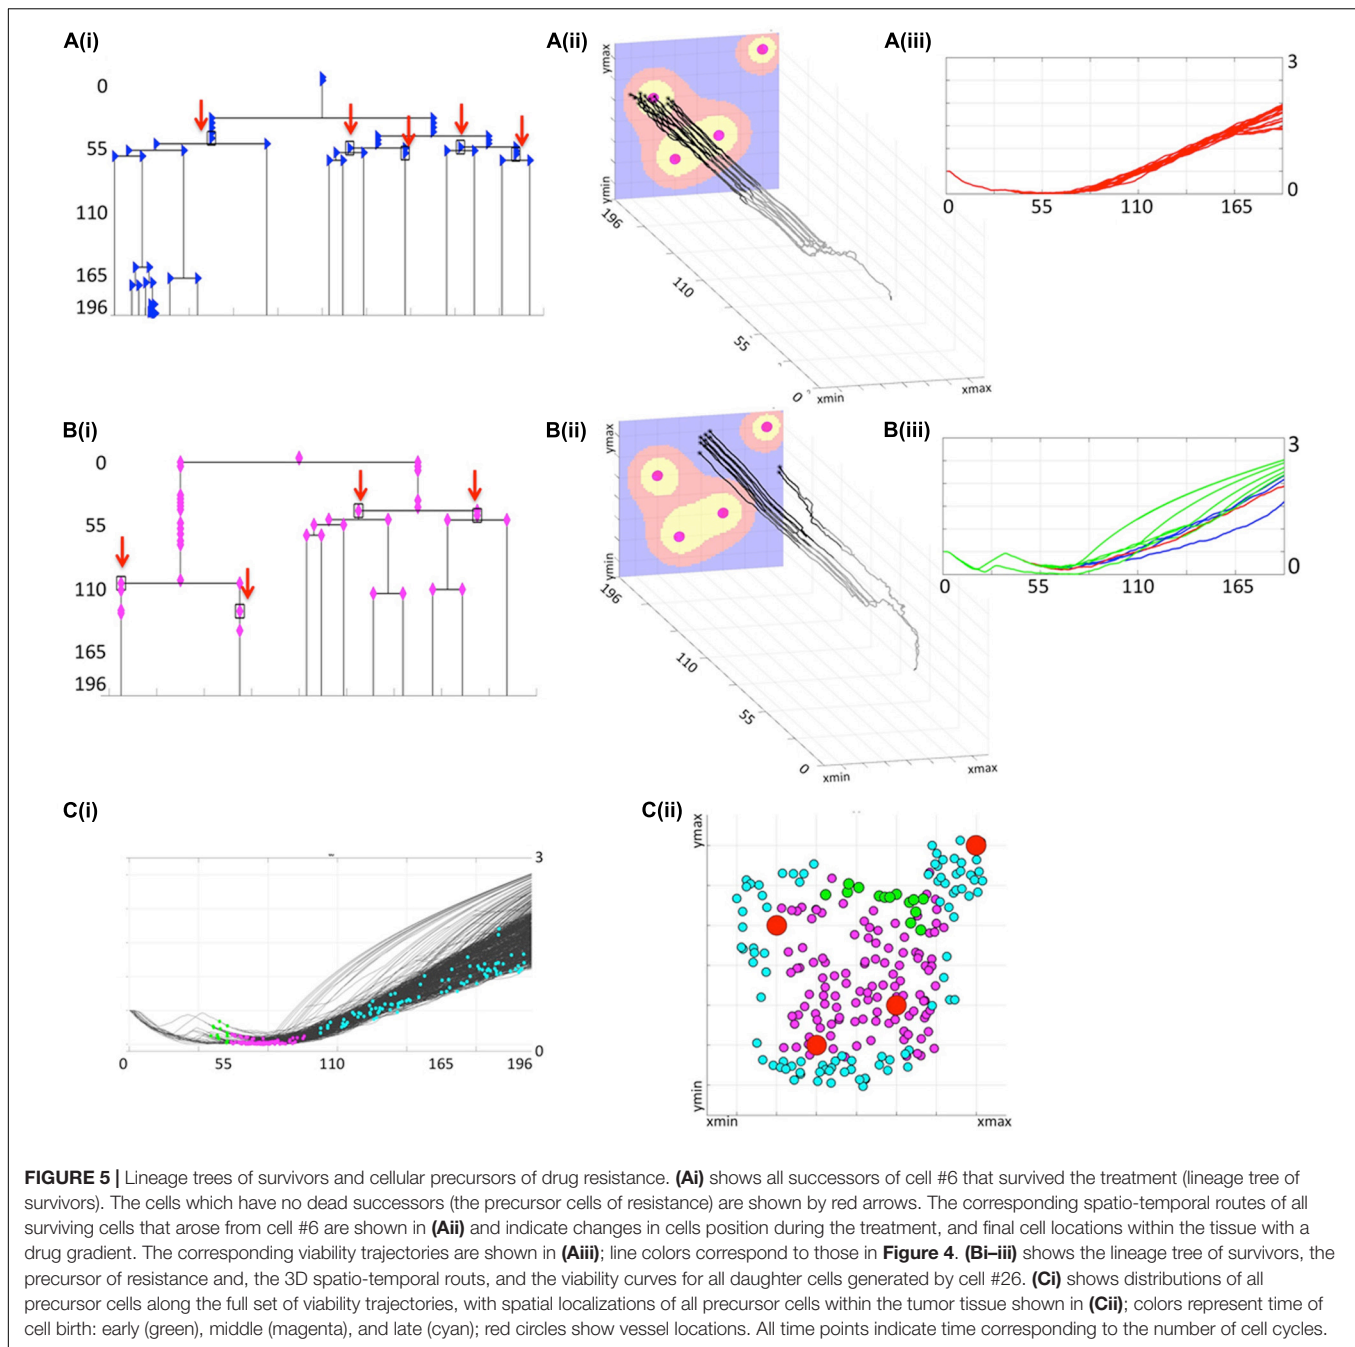 A(i)
0
55
110
165
196
A(ii)
ymax
ymin
196
110
55
0
xmin
xmax
A(iii)
3
0
0
55
110
165
B(i)
0
55
110
165
196
B(ii)
ymax
ymin
196
110
55
0
xmin
xmax
B(iii)
3
0
0
55
110
165
C(i)
3
0
0
55
110
165
196
C(ii)
ymax
ymin
xmin
xmax
FIGURE 5 | Lineage trees of survivors and cellular precursors of drug resistance. (Ai) shows all successors of cell #6 that survived the treatment (lineage tree of
survivors). The cells which have no dead successors (the precursor cells of resistance) are shown by red arrows. The corresponding spatio-temporal routes of all
surviving cells that arose from cell #6 are shown in (Aii) and indicate changes in cells position during the treatment, and final cell locations within the tissue with a
drug gradient. The corresponding viability trajectories are shown in (Aiii); line colors correspond to those in Figure 4. (Bi–iii) shows the lineage tree of survivors, the
precursor of resistance and, the 3D spatio-temporal routs, and the viability curves for all daughter cells generated by cell #26. (Ci) shows distributions of all
precursor cells along the full set of viability trajectories, with spatial localizations of all precursor cells within the tumor tissue shown in (Cii); colors represent time of
cell birth: early (green), middle (magenta), and late (cyan); red circles show vessel locations. All time points indicate time corresponding to the number of cell cycles.